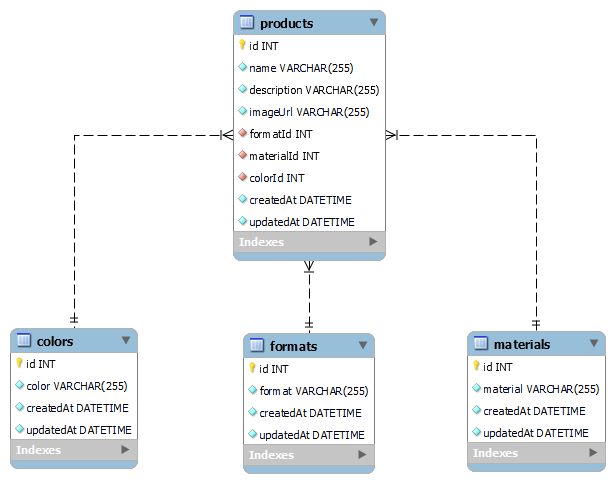 products
id INT
name VARCHAR(255)
description VARCHAR(255)
imageUrl VARCHAR(255)
formatId INT
materialId INT
colorId INT
createdAt DATETIME
updatedAt DATETIME
Indexes
colors
id INT
color VARCHAR(255)
createdAt DATETIME
updatedAt DATETIME
Indexes
formats
id INT
format VARCHAR(255)
createdAt DATETIME
updatedAt DATETIME
Indexes
materials
id INT
material VARCHAR(255)
createdAt DATETIME
updatedAt DATETIME
Indexes